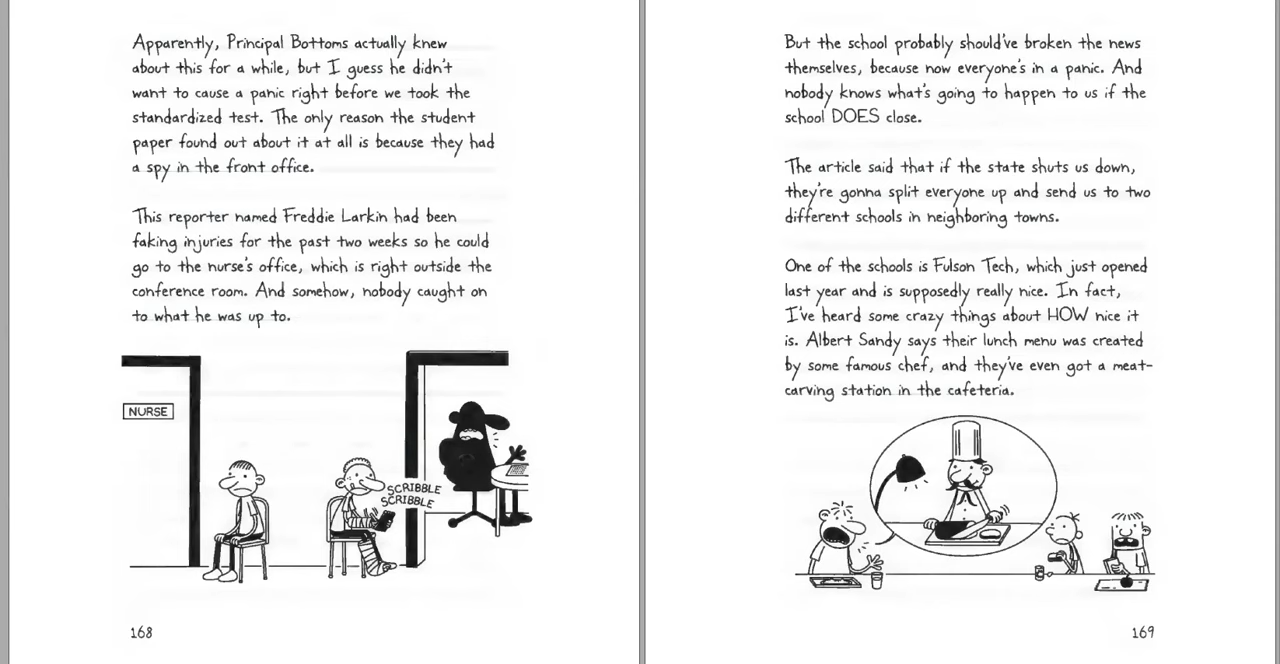 Apparently, Principal Bottoms actually knew
about this for a while, but I guess he didn't
want to cause a panic right before we took the
standardized test. The only reason the student
paper found out about it at all is because they had
a spy in the front office.
This reporter named Freddie Larkin had been
faking injuries for the past two weeks so he could
go to the nurse's office, which is right outside the
conference room. And somehow, nobody caught on
to what he was up to.
NURSE
SCRIBBLE
SCRIBBLE
168
But the school probably should've broken the news
themselves, because now everyone's in a panic. And
nobody knows what's going to happen to us if the
school DOES close.
The article said that if the state shuts us down,
they're gonna split everyone up and send us to two
different schools in neighboring towns.
One of the schools is Fulson Tech, which just opened
last year and is supposedly really nice. In fact,
I've heard some crazy things about HOW nice it
is. Albert Sandy says their lunch menu was created
by some famous chef, and they've even got a meat-
carving station in the cafeteria.
169